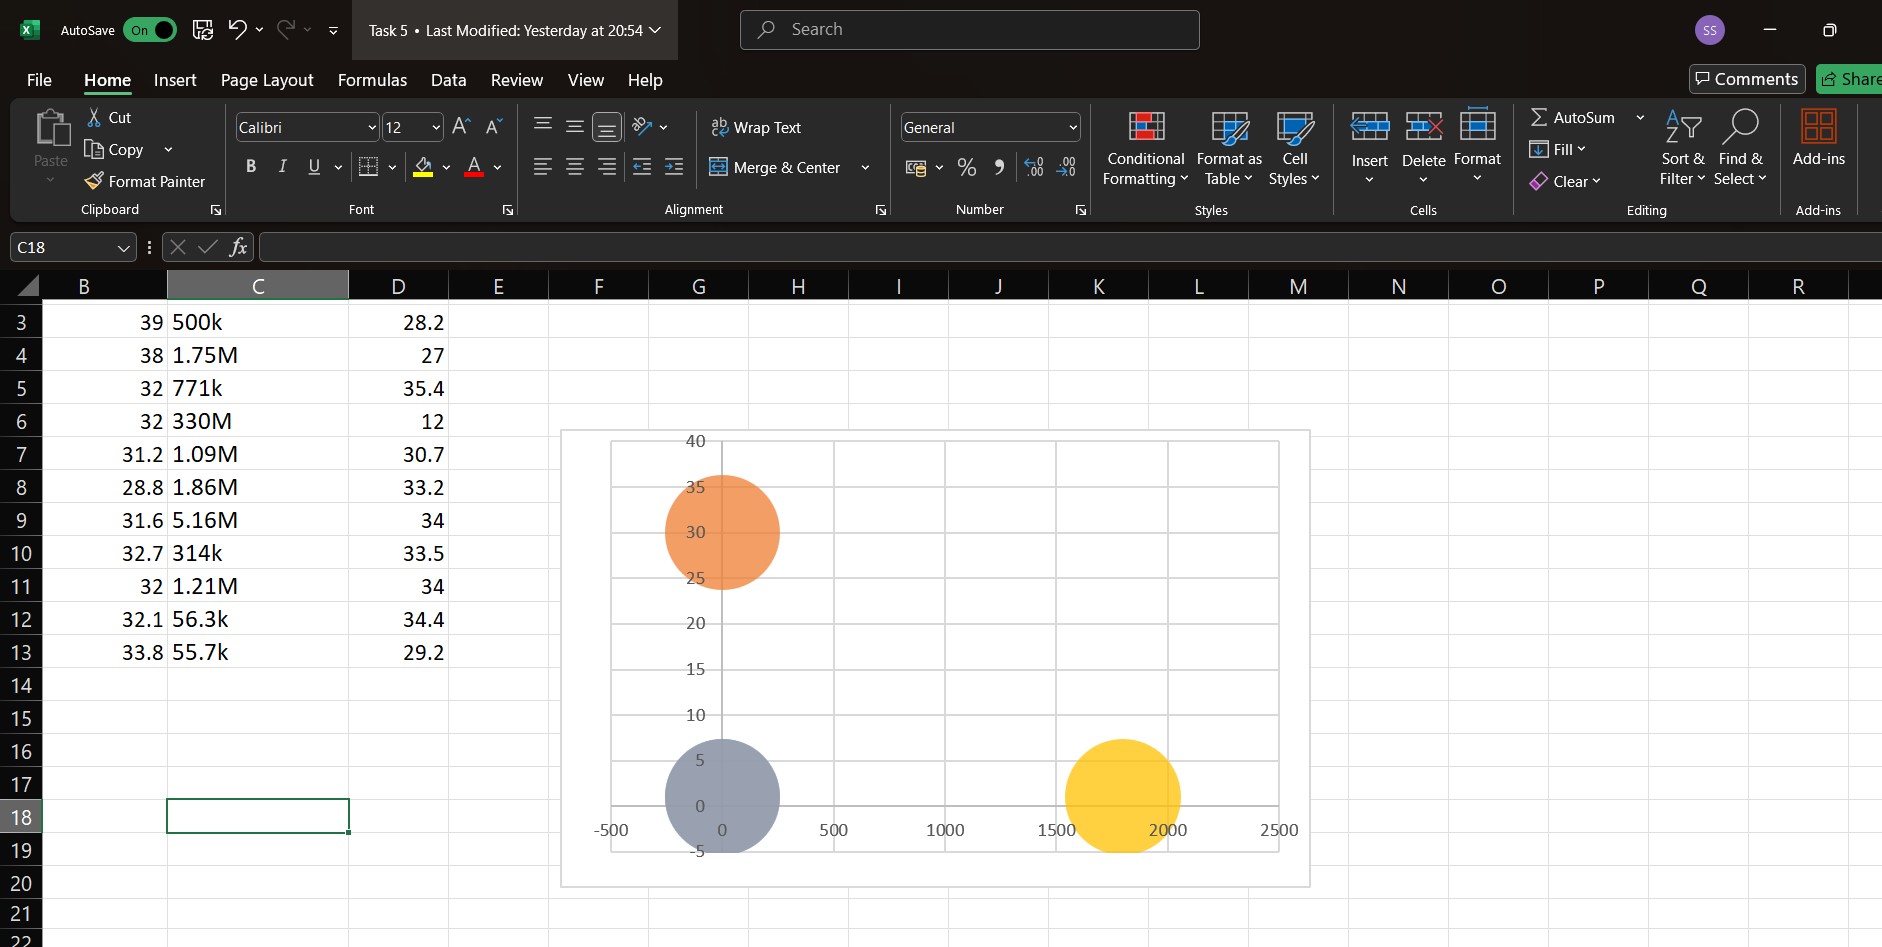 AutoSave On Task 5 • Last Modified: Yesterday at 20:54 Search SS
File Home Insert Page Layout Formulas Data Review View Help Comments Share
Paste Cut Copy Format Painter
Clipboard
Calibri 12
B I U A
Font
ab Wrap Text
Merge & Center
Alignment
General
% 9 .00 .00
Number
Conditional Formatting
Format as Table
Cell Styles
Styles
Insert Delete Format
Cells
AutoSum
Fill
Clear
Sort & Filter
Find & Select
Editing
Add-ins
Add-ins
C18 fx
B C D E F G H I J K L M N O P Q R
3 39 500k 28.2
4 38 1.75M 27
5 32 771k 35.4
6 32 330M 12
7 31.2 1.09M 30.7
8 28.8 1.86M 33.2
9 31.6 5.16M 34
10 32.7 314k 33.5
11 32 1.21M 34
12 32.1 56.3k 34.4
13 33.8 55.7k 29.2
14
15
16
17
18
19
20
21
22
40
35
30
25
20
15
10
5
0
-500 0 500 1000 1500 2000 2500
-5